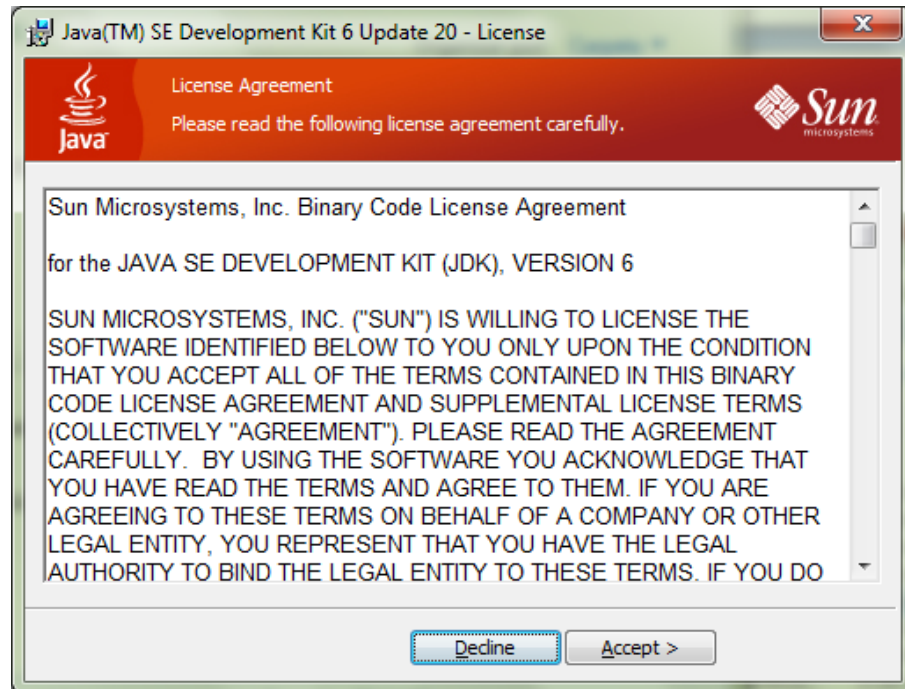 Java(TM) SE Development Kit 6 Update 20 - License
License Agreement
Please read the following license agreement carefully.
Java
Sun
microsystems
Sun Microsystems, Inc. Binary Code License Agreement
for the JAVA SE DEVELOPMENT KIT (JDK), VERSION 6
SUN MICROSYSTEMS, INC. ("SUN") IS WILLING TO LICENSE THE
SOFTWARE IDENTIFIED BELOW TO YOU ONLY UPON THE CONDITION
THAT YOU ACCEPT ALL OF THE TERMS CONTAINED IN THIS BINARY
CODE LICENSE AGREEMENT AND SUPPLEMENTAL LICENSE TERMS
(COLLECTIVELY "AGREEMENT"). PLEASE READ THE AGREEMENT
CAREFULLY.  BY USING THE SOFTWARE YOU ACKNOWLEDGE THAT
YOU HAVE READ THE TERMS AND AGREE TO THEM. IF YOU ARE
AGREEING TO THESE TERMS ON BEHALF OF A COMPANY OR OTHER
LEGAL ENTITY, YOU REPRESENT THAT YOU HAVE THE LEGAL
AUTHORITY TO BIND THE LEGAL ENTITY TO THESE TERMS. IF YOU DO
Decline
Accept >